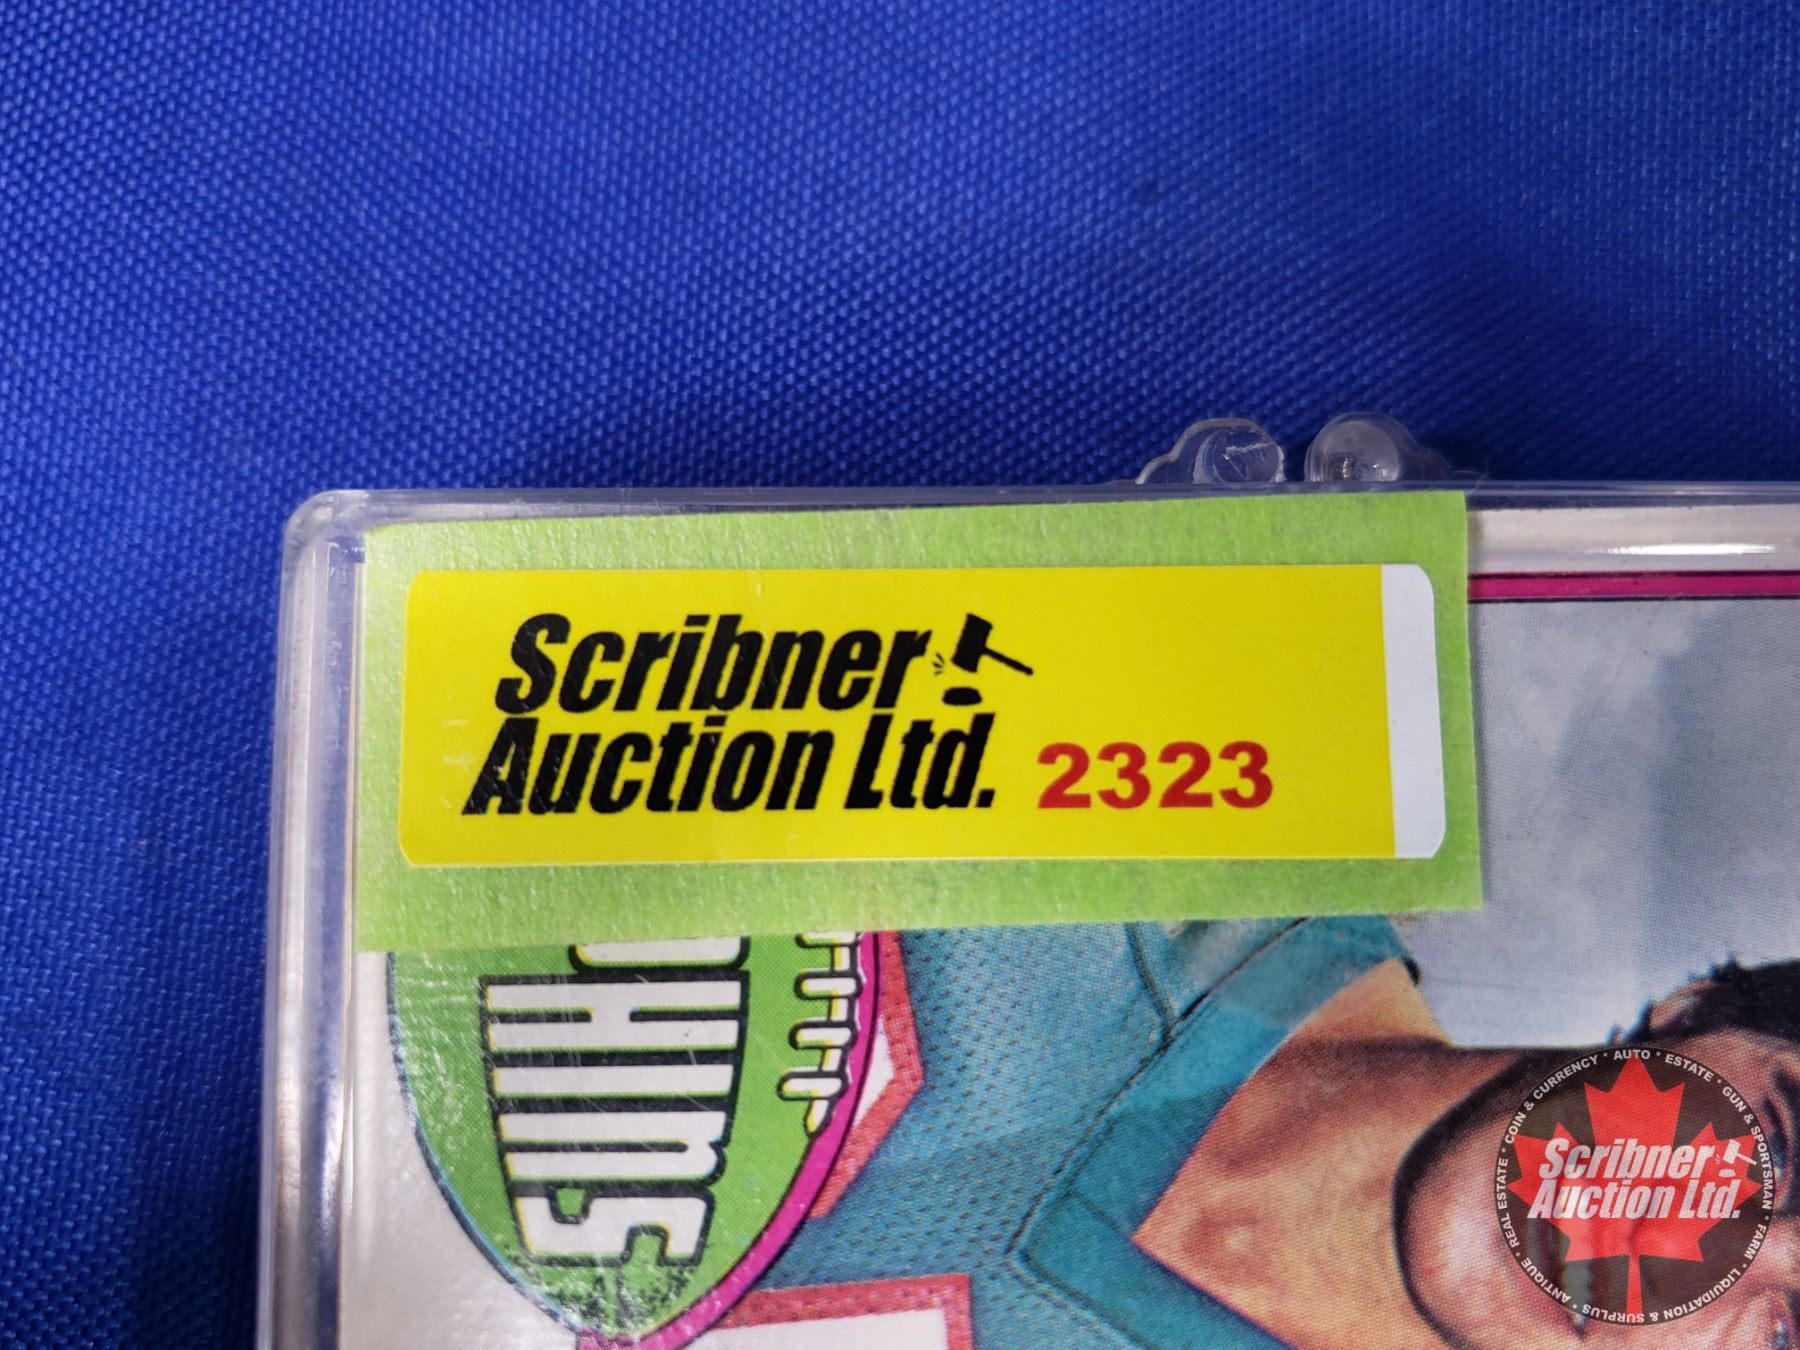 Scribner
Auction Ltd. 2323
PHINS
COIN & CURRENCY * AUTO * ESTATE * GUN & SPORTSMAN * FARM * LIQUIDATION & SURPLUS * ANTIQUE * REAL ESTATE *
Scribner
Auction Ltd.